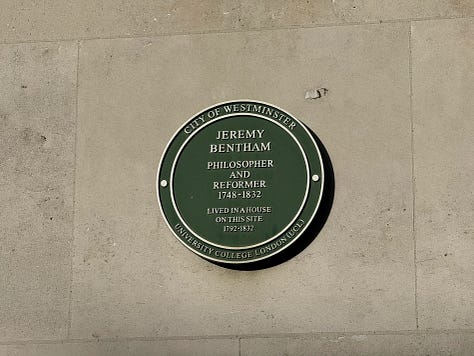 CITY OF WESTMINSTER
JEREMY
BENTHAM
PHILOSOPHER
AND
REFORMER
1748-1832
LIVED IN A HOUSE
ON THIS SITE
1792-1832
UNIVERSITY COLLEGE LONDON (UCL)